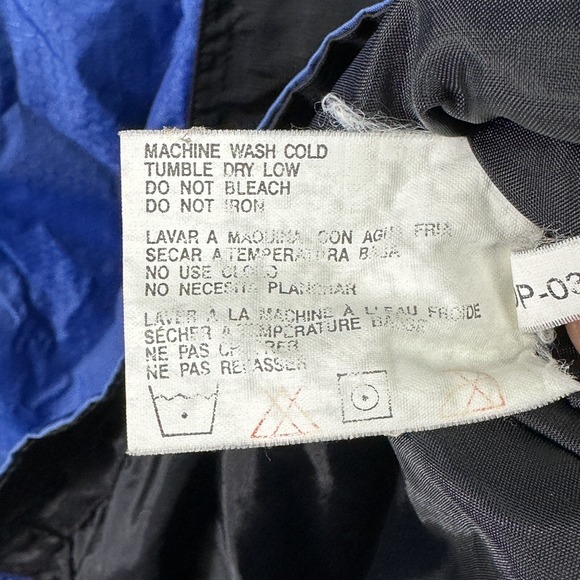 2
MACHINE WASH COLD
TUMBLE DRY LOW
DO NOT BLEACH
DO NOT IRON
LAVAR A MAQUINA CON AGUA FRIA
SECAR A TEMPERATURA BAJA
NO USE CLORO
NO NECESITA PLANCHAR
LAVER A LA MACHINE À L'EAU FROIDE
SÉCHER A TEMPERATURE BASSE
NE PAS
NE PAS REPASSER
OP-03